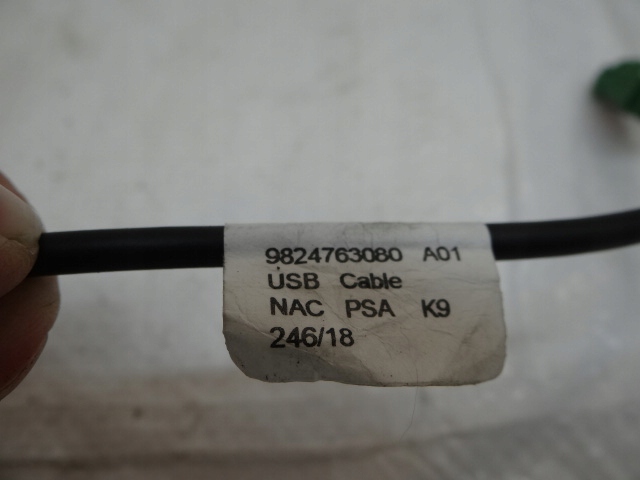 9824763080 A01
USB Cable
NAC PSA K9
246/18